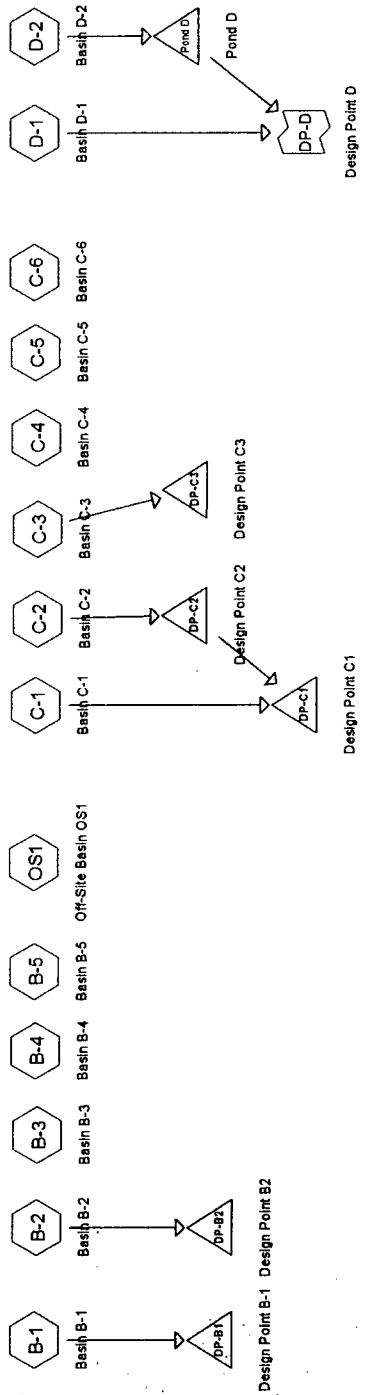 B-1
Basin B-1
DP-B1
Design Point B-1
B-2
Basin B-2
DP-B2
Design Point B2
B-3
Basin B-3
B-4
Basin B-4
B-5
Basin B-5
OS1
Off-Site Basin OS1
C-1
Basin C-1
DP-C1
Design Point C1
C-2
Basin C-2
DP-C2
Design Point C2
C-3
Basin C-3
DP-C3
Design Point C3
C-4
Basin C-4
C-5
Basin C-5
C-6
Basin C-6
D-1
Basin D-1
DP-D
Design Point D
D-2
Basin D-2
Pond D
Pond D